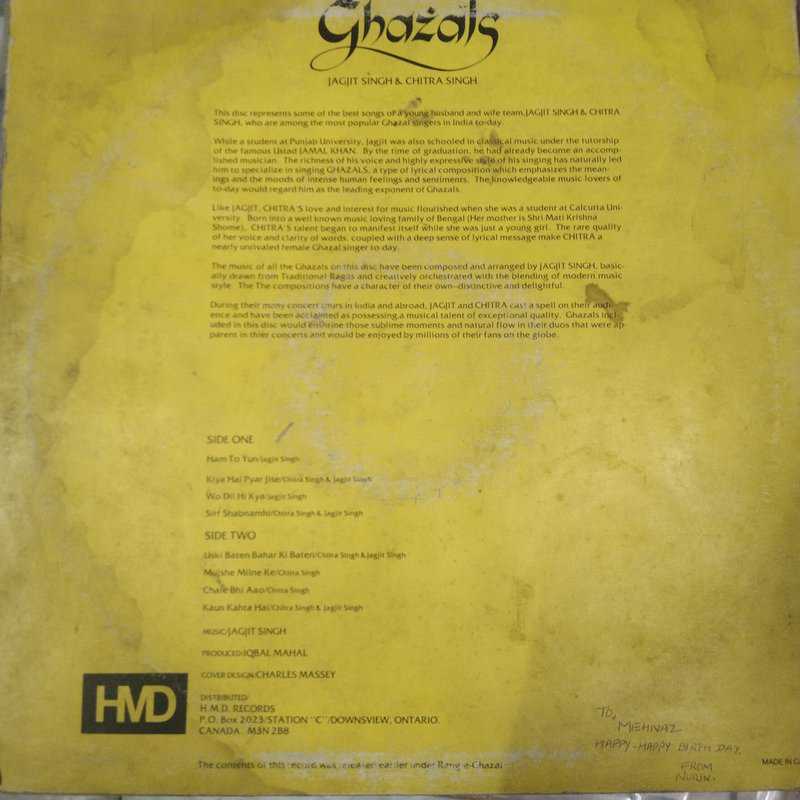 Ghazals
JAGJIT SINGH & CHITRA SINGH
This disc represents some of the best songs of a young husband and wife team, JAGJIT SINGH & CHITRA
SINGH, who are among the most popular Ghazal singers in India to-day.
While a student at Punjab University, Jagjit was also schooled in classical music under the tutorship
of the famous Ustad JAMAL KHAN. By the time of graduation, he had already become an accomp-
lished musician. The richness of his voice and highly expressive style of his singing has naturally led
him to specialize in singing GHAZALS, a type of lyrical composition which emphasizes the mean-
ings and the moods of intense human feelings and sentiments. The knowledgeable music lovers of
to-day would regard him as the leading exponent of Ghazals.
Like JAGJIT, CHITRA'S love and interest for music flourished when she was a student at Calcutta Uni-
versity. Born into a well known music loving family of Bengal (Her mother is Shri Mati Krishna
Shome), CHITRA'S talent began to manifest itself while she was just a young girl. The rare quality
of her voice and clarity of words, coupled with a deep sense of lyrical message make CHITRA a
nearly unrivaled female Ghazal singer to-day.
The music of all the Ghazals on this disc have been composed and arranged by JAGJIT SINGH, basic-
ally drawn from Traditional Ragas and creatively orchestrated with the blending of modern music
style. The The compositions have a character of their own—distinctive and delightful.
During their many concert tours in India and abroad, JAGJIT and CHITRA cast a spell on their audi-
ence and have been acclaimed as possessing a musical talent of exceptional quality. Ghazals incl-
uded in this disc would enshrine those sublime moments and natural flow in their duos that were ap-
parent in thier concerts and would be enjoyed by millions of their fans on the globe.
SIDE ONE
Ham To Yun/Jagjit Singh
Kiya Hai Pyar Jise/Chitra Singh & Jagjit Singh
Wo Dil Hi Kya/Jagjit Singh
Sirf Shabnamhi/Chitra Singh & Jagjit Singh
SIDE TWO
Uski Baten Bahar Ki Baten/Chitra Singh & Jagjit Singh
Mujshe Milne Ke/Chitra Singh
Chale Bhi Aao/Chitra Singh
Kaun Kahta Hai/Chitra Singh & Jagjit Singh
MUSIC/JAGJIT SINGH
PRODUCED/IQBAL MAHAL
COVER DESIGN/CHARLES MASSEY
HMD
DISTRIBUTED/
H.M.D. RECORDS
P.O. Box 2023/STATION "C"/DOWNSVIEW, ONTARIO.
CANADA M3N 2B8
The contents of this record was released earlier under Rang-e-Ghazal
TO,
MEHNAZ
HAPPY-HAPPY BIRTHDAY
FROM
NURIN.
MADE IN C